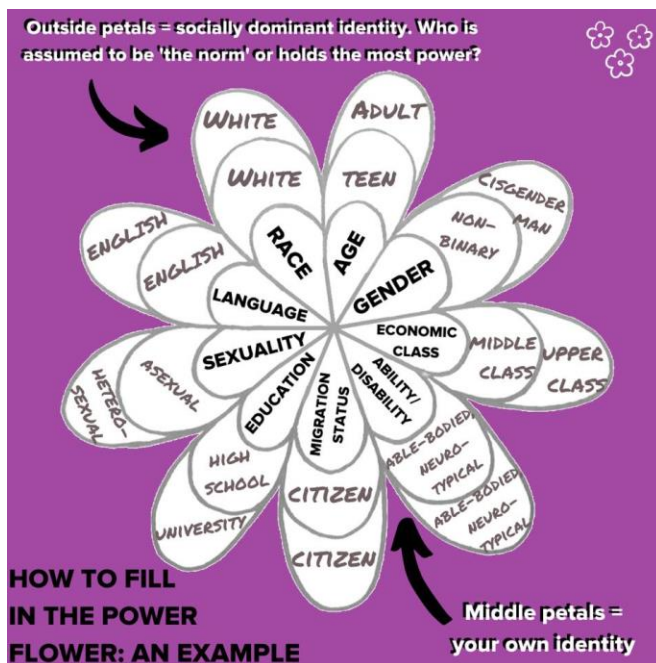 Outside petals = socially dominant identity. Who is
assumed to be 'the norm' or holds the most power?
WHITE
WHITE
RACE
ADULT
TEEN
AGE
CISGENDER
MAN
NON-
BINARY
GENDER
ENGLISH
ENGLISH
LANGUAGE
ECONOMIC
CLASS
MIDDLE
CLASS
UPPER
CLASS
HETERO-
SEXUAL
ASEXUAL
SEXUALITY
ABILITY/
DISABILITY
ABLE-BODIED,
NEURO-
TYPICAL
ABLE-BODIED,
NEURO-
TYPICAL
EDUCATION
HIGH
SCHOOL
UNIVERSITY
MIGRATION
STATUS
CITIZEN
CITIZEN
HOW TO FILL
IN THE POWER
FLOWER: AN EXAMPLE
Middle petals =
your own identity